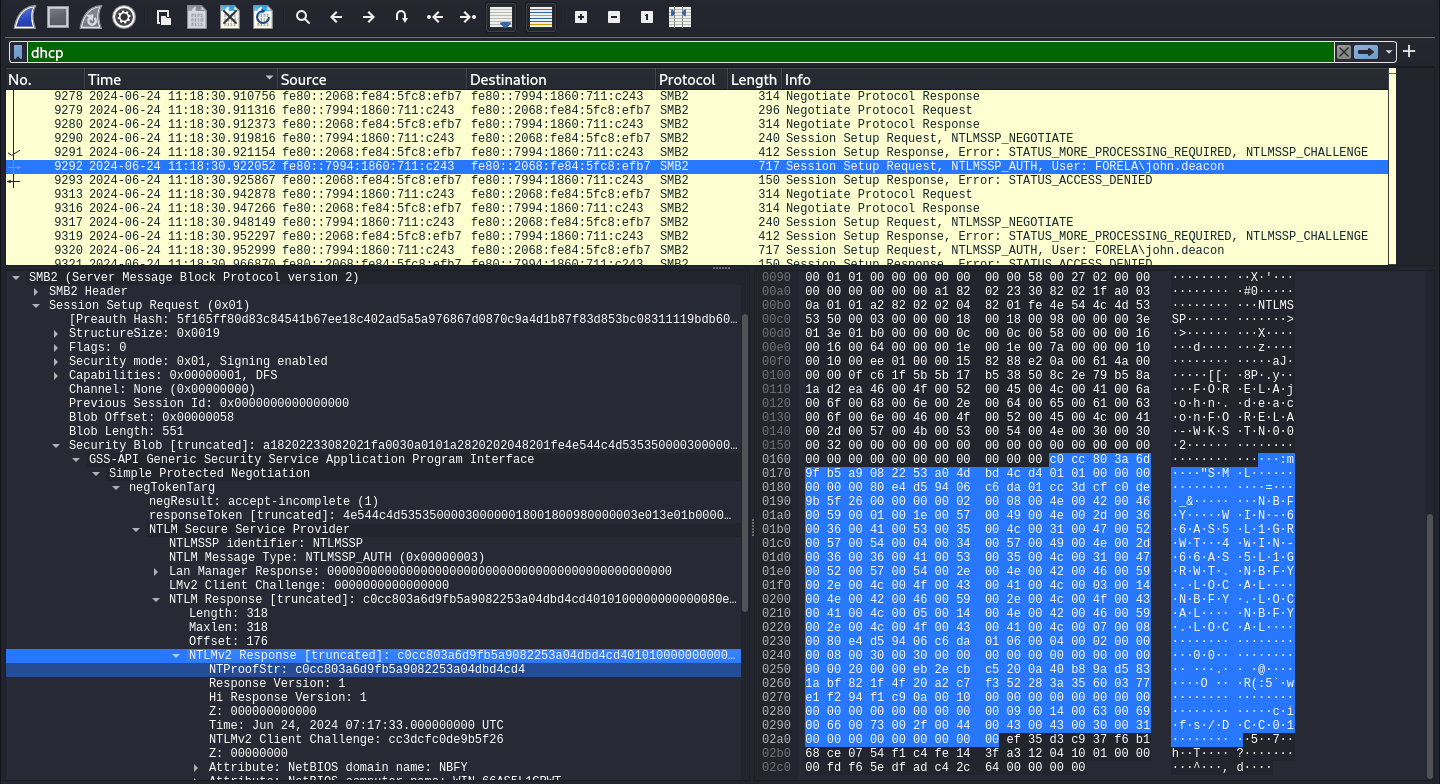 dhcp
No. Time Source Destination Protocol Length Info
9278 2024-06-24 11:18:30.910756 fe80::2068:fe84:5fc8:efb7 fe80::7994:1860:711:c243 SMB2 314 Negotiate Protocol Response
9279 2024-06-24 11:18:30.911316 fe80::7994:1860:711:c243 fe80::2068:fe84:5fc8:efb7 SMB2 296 Negotiate Protocol Request
9280 2024-06-24 11:18:30.912373 fe80::2068:fe84:5fc8:efb7 fe80::7994:1860:711:c243 SMB2 314 Negotiate Protocol Response
9290 2024-06-24 11:18:30.919816 fe80::7994:1860:711:c243 fe80::2068:fe84:5fc8:efb7 SMB2 240 Session Setup Request, NTLMSSP_NEGOTIATE
9291 2024-06-24 11:18:30.921154 fe80::2068:fe84:5fc8:efb7 fe80::7994:1860:711:c243 SMB2 412 Session Setup Response, Error: STATUS_MORE_PROCESSING_REQUIRED, NTLMSSP_CHALLENGE
9292 2024-06-24 11:18:30.922052 fe80::7994:1860:711:c243 fe80::2068:fe84:5fc8:efb7 SMB2 717 Session Setup Request, NTLMSSP_AUTH, User: FORELA\john.deacon
9293 2024-06-24 11:18:30.925867 fe80::2068:fe84:5fc8:efb7 fe80::7994:1860:711:c243 SMB2 150 Session Setup Response, Error: STATUS_ACCESS_DENIED
9313 2024-06-24 11:18:30.942878 fe80::7994:1860:711:c243 fe80::2068:fe84:5fc8:efb7 SMB2 314 Negotiate Protocol Request
9316 2024-06-24 11:18:30.947266 fe80::2068:fe84:5fc8:efb7 fe80::7994:1860:711:c243 SMB2 314 Negotiate Protocol Response
9317 2024-06-24 11:18:30.948149 fe80::7994:1860:711:c243 fe80::2068:fe84:5fc8:efb7 SMB2 240 Session Setup Request, NTLMSSP_NEGOTIATE
9319 2024-06-24 11:18:30.952297 fe80::2068:fe84:5fc8:efb7 fe80::7994:1860:711:c243 SMB2 412 Session Setup Response, Error: STATUS_MORE_PROCESSING_REQUIRED, NTLMSSP_CHALLENGE
9320 2024-06-24 11:18:30.952999 fe80::7994:1860:711:c243 fe80::2068:fe84:5fc8:efb7 SMB2 717 Session Setup Request, NTLMSSP_AUTH, User: FORELA\john.deacon
9321 2024-06-24 11:18:30.966870 fe80::2068:fe84:5fc8:efb7 fe80::7994:1860:711:c243 SMB2 150 Session Setup Response, Error: STATUS_ACCESS_DENIED
SMB2 (Server Message Block Protocol version 2)
SMB2 Header
Session Setup Request (0x01)
[Preauth Hash: 5f165ff80d83c84541b67ee18c402ad5a5a976867d0870c9a4d1b87f83d853bc08311119bdb60…
StructureSize: 0x0019
Flags: 0
Security mode: 0x01, Signing enabled
Capabilities: 0x00000001, DFS
Channel: None (0x00000000)
Previous Session Id: 0x0000000000000000
Blob Offset: 0x00000058
Blob Length: 551
Security Blob [truncated]: a18202233082021fa0030a0101a2820202048201fe4e544c4d535350000300000…
GSS-API Generic Security Service Application Program Interface
Simple Protected Negotiation
negTokenTarg
negResult: accept-incomplete (1)
responseToken [truncated]: 4e544c4d53535000030000001800180098000000​3e013e01b0000…
NTLM Secure Service Provider
NTLMSSP identifier: NTLMSSP
NTLM Message Type: NTLMSSP_AUTH (0x00000003)
Lan Manager Response: 000000000000000000000000000000000000000000000000
LMv2 Client Challenge: 0000000000000000
NTLM Response [truncated]: c0cc803a6d9fb5a9082253a04dbd4cd4010100000000000080e…
Length: 318
Maxlen: 318
Offset: 176
NTLMv2 Response [truncated]: c0cc803a6d9fb5a9082253a04dbd4cd401010000000000…
NTProofStr: c0cc803a6d9fb5a9082253a04dbd4cd4
Response Version: 1
Hi Response Version: 1
Z: 000000000000
Time: Jun 24, 2024 07:17:33.000000000 UTC
NTLMv2 Client Challenge: cc3dcfc0de9b5f26
Z: 00000000
Attribute: NetBIOS domain name: NBFY
Attribute: NetBIOS computer name: WIN-66AS5L1GRWT
0090 00 01 01 00 00 00 00 00 00 00 58 00 27 02 00 00 ········ ··X·'···
00a0 00 00 00 00 00 00 a1 82 02 23 30 82 02 1f a0 03 ········ ·#0·····
00b0 0a 01 01 a2 82 02 02 04 82 01 fe 4e 54 4c 4d 53 ········ ···NTLMS
00c0 53 50 00 03 00 00 00 18 00 18 00 98 00 00 00 3e SP······ ·······>
00d0 01 3e 01 b0 00 00 00 0c 00 0c 00 58 00 00 00 16 ·>······ ···X····
00e0 00 16 00 64 00 00 00 1e 00 1e 00 7a 00 00 00 10 ···d···· ···z····
00f0 00 10 00 ee 01 00 00 15 82 88 e2 0a 00 61 4a 00 ········ ·····aJ·
0100 00 00 0f c6 1f 5b 5b 17 b5 38 50 8c 2e 79 b5 8a ·····[[· ·8P·.y··
0110 1a d2 ea 46 00 4f 00 52 00 45 00 4c 00 41 00 6a ···F·O·R ·E·L·A·j
0120 00 6f 00 68 00 6e 00 2e 00 64 00 65 00 61 00 63 ·o·h·n·. ·d·e·a·c
0130 00 6f 00 6e 00 46 00 4f 00 52 00 45 00 4c 00 41 ·o·n·F·O ·R·E·L·A
0140 00 2d 00 57 00 4b 00 53 00 54 00 4e 00 30 00 30 ·-·W·K·S ·T·N·0·0
0150 00 32 00 00 00 00 00 00 00 00 00 00 00 00 00 00 ·2······ ········
0160 00 00 00 00 00 00 00 00 00 00 00 c0 cc 80 3a 6d ········ ······:m
0170 9f b5 a9 08 22 53 a0 4d bd 4c d4 01 01 00 00 00 ····"S·M ·L······
0180 00 00 00 80 e4 d5 94 06 c6 da 01 cc 3d cf c0 de ········ ····=···
0190 9b 5f 26 00 00 00 00 02 00 08 00 4e 00 42 00 46 ·_&····· ···N·B·F
01a0 00 59 00 01 00 1e 00 57 00 49 00 4e 00 2d 00 36 ·Y·····W ·I·N·-·6
01b0 00 36 00 41 00 53 00 35 00 4c 00 31 00 47 00 52 ·6·A·S·5 ·L·1·G·R
01c0 00 57 00 54 00 04 00 34 00 57 00 49 00 4e 00 2d ·W·T···4 ·W·I·N·-
01d0 00 36 00 36 00 41 00 53 00 35 00 4c 00 31 00 47 ·6·6·A·S ·5·L·1·G
01e0 00 52 00 57 00 54 00 2e 00 4e 00 42 00 46 00 59 ·R·W·T·. ·N·B·F·Y
01f0 00 2e 00 4c 00 4f 00 43 00 41 00 4c 00 03 00 14 ·.·L·O·C ·A·L····
0200 00 4e 00 42 00 46 00 59 00 2e 00 4c 00 4f 00 43 ·N·B·F·Y ·.·L·O·C
0210 00 41 00 4c 00 05 00 14 00 4e 00 42 00 46 00 59 ·A·L···· ·N·B·F·Y
0220 00 2e 00 4c 00 4f 00 43 00 41 00 4c 00 07 00 08 ·.·L·O·C ·A·L····
0230 00 80 e4 d5 94 06 c6 da 01 06 00 04 00 02 00 00 ········ ········
0240 00 08 00 30 00 30 00 00 00 00 00 00 00 00 00 00 ···0·0·· ········
0250 00 00 20 00 00 eb 2e cb c5 20 0a 40 b8 9a d5 83 ·· ···.· · ·@····
0260 1a bf 82 1f 4f 20 a2 c7 f3 52 28 3a 35 60 03 77 ····O ·· ·R(:5`·w
0270 e1 f2 94 f1 c9 0a 00 10 00 00 00 00 00 00 00 00 ········ ········
0280 00 00 00 00 00 00 00 00 00 09 00 14 00 63 00 69 ········ ·····c·i
0290 00 66 00 73 00 2f 00 44 00 43 00 43 00 30 00 31 ·f·s·/·D ·C·C·0·1
02a0 00 00 00 00 00 00 00 00 00 ef 35 d3 c9 37 f6 b1 ········ ··5··7··
02b0 68 ce 07 54 f1 c4 fe 14 3f a3 12 04 10 01 00 00 h··T···· ?·······
02c0 00 fd f6 5e df ad c4 2c 64 00 00 00 00 ···^···, d····